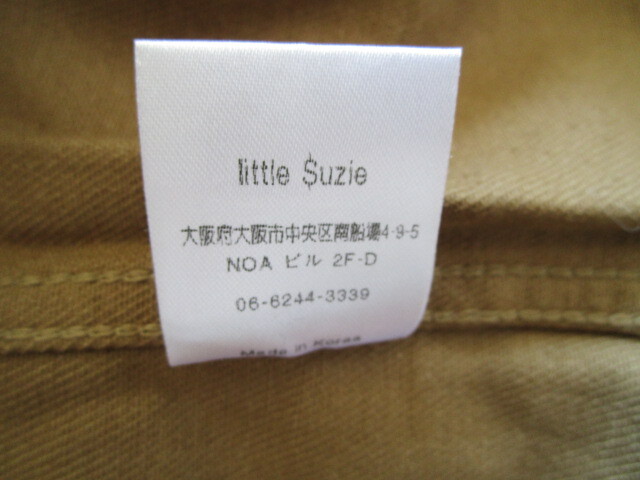 little $uzie
大阪府大阪市中央区南船場4-9-5
NOA ビル 2F-D
06-6244-3339
Made in Korea